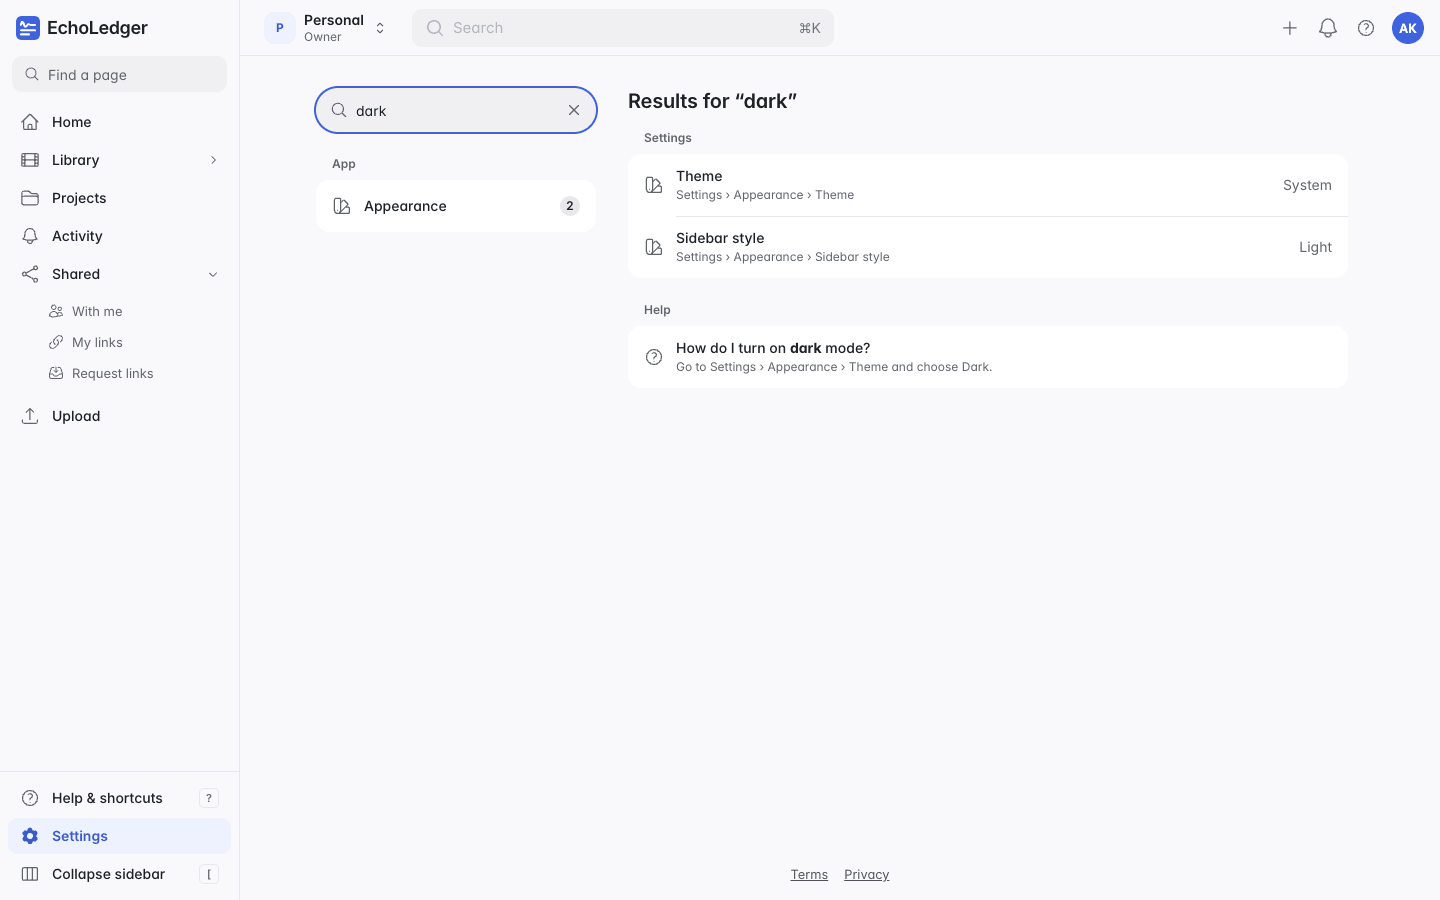 EchoLedger
Find a page
Home
Library
Projects
Activity
Shared
With me
My links
Request links
Upload
Help & shortcuts ?
Settings
Collapse sidebar [
P Personal
Owner
Search ⌘K
AK
dark
App
Appearance 2
Results for “dark”
Settings
Theme
Settings › Appearance › Theme
System
Sidebar style
Settings › Appearance › Sidebar style
Light
Help
How do I turn on dark mode?
Go to Settings › Appearance › Theme and choose Dark.
Terms Privacy